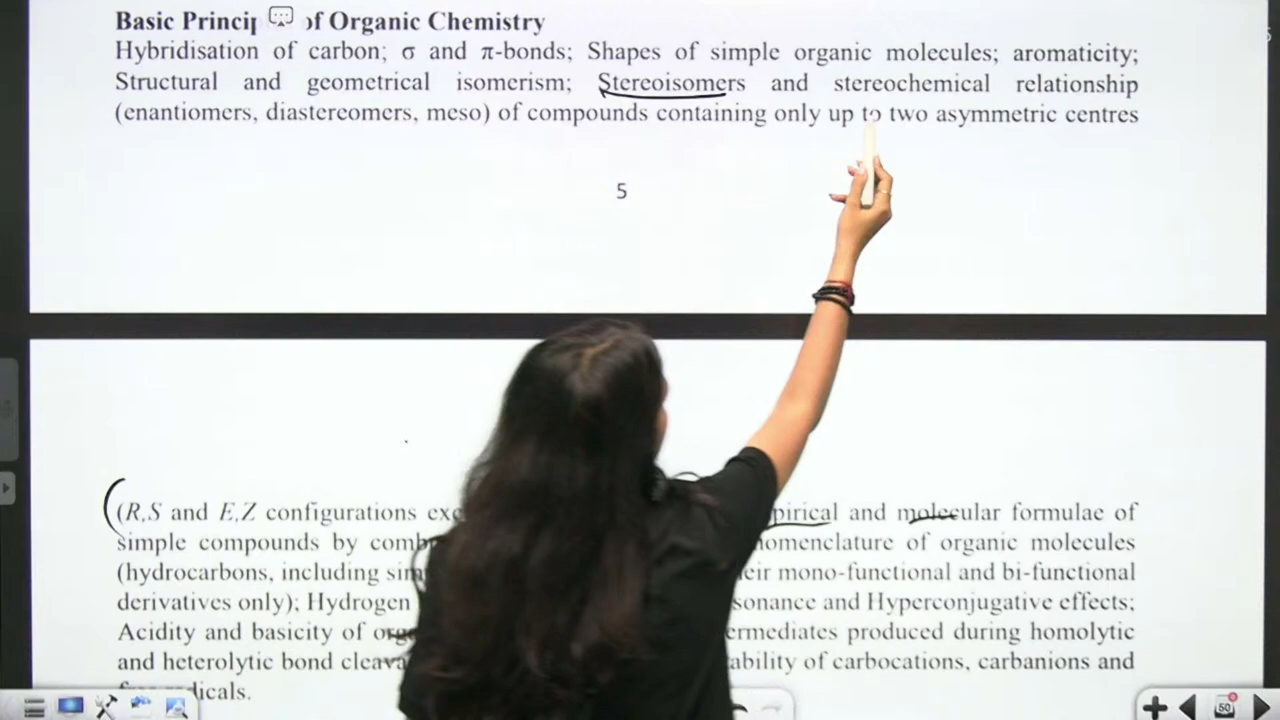 Basic Princip of Organic Chemistry
Hybridisation of carbon; σ and π-bonds; Shapes of simple organic molecules; aromaticity;
Structural and geometrical isomerism; Stereoisomers and stereochemical relationship
(enantiomers, diastereomers, meso) of compounds containing only up to two asymmetric centres
5
(R,S and E,Z configurations exc pirical and molecular formulae of
simple compounds by comb nomenclature of organic molecules
(hydrocarbons, including sim eir mono-functional and bi-functional
derivatives only); Hydrogen sonance and Hyperconjugative effects;
Acidity and basicity of orga ermediates produced during homolytic
and heterolytic bond cleava ability of carbocations, carbanions and
dicals.
50